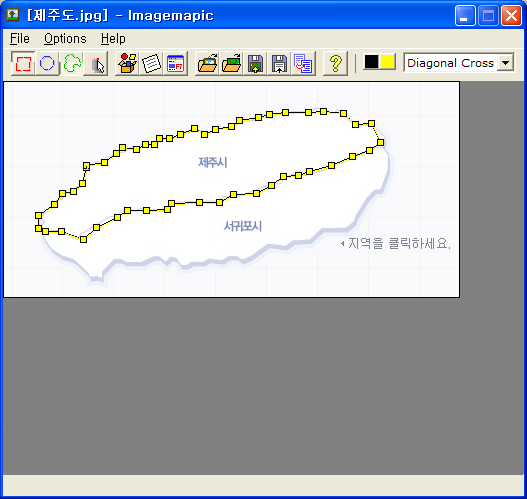 [제주도.jpg] - Imagemapic
File Options Help
Diagonal Cross
제주시
서귀포시
지역을 클릭하세요.